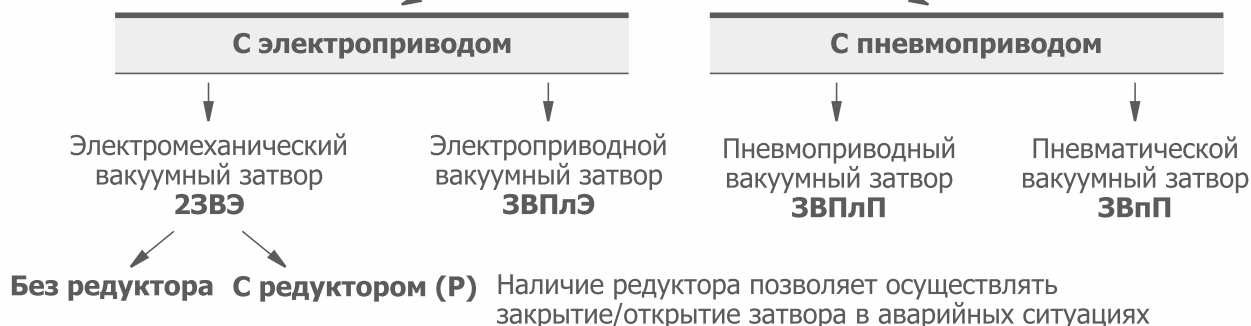 С электроприводом
С пневмоприводом
Электромеханический
вакуумный затвор
2ЗВЭ
Электроприводной
вакуумный затвор
ЗВПлЭ
Пневмоприводный
вакуумный затвор
ЗВПлП
Пневматической
вакуумный затвор
ЗВпП
Без редуктора
С редуктором (Р)
Наличие редуктора позволяет осуществлять
закрытие/открытие затвора в аварийных ситуациях